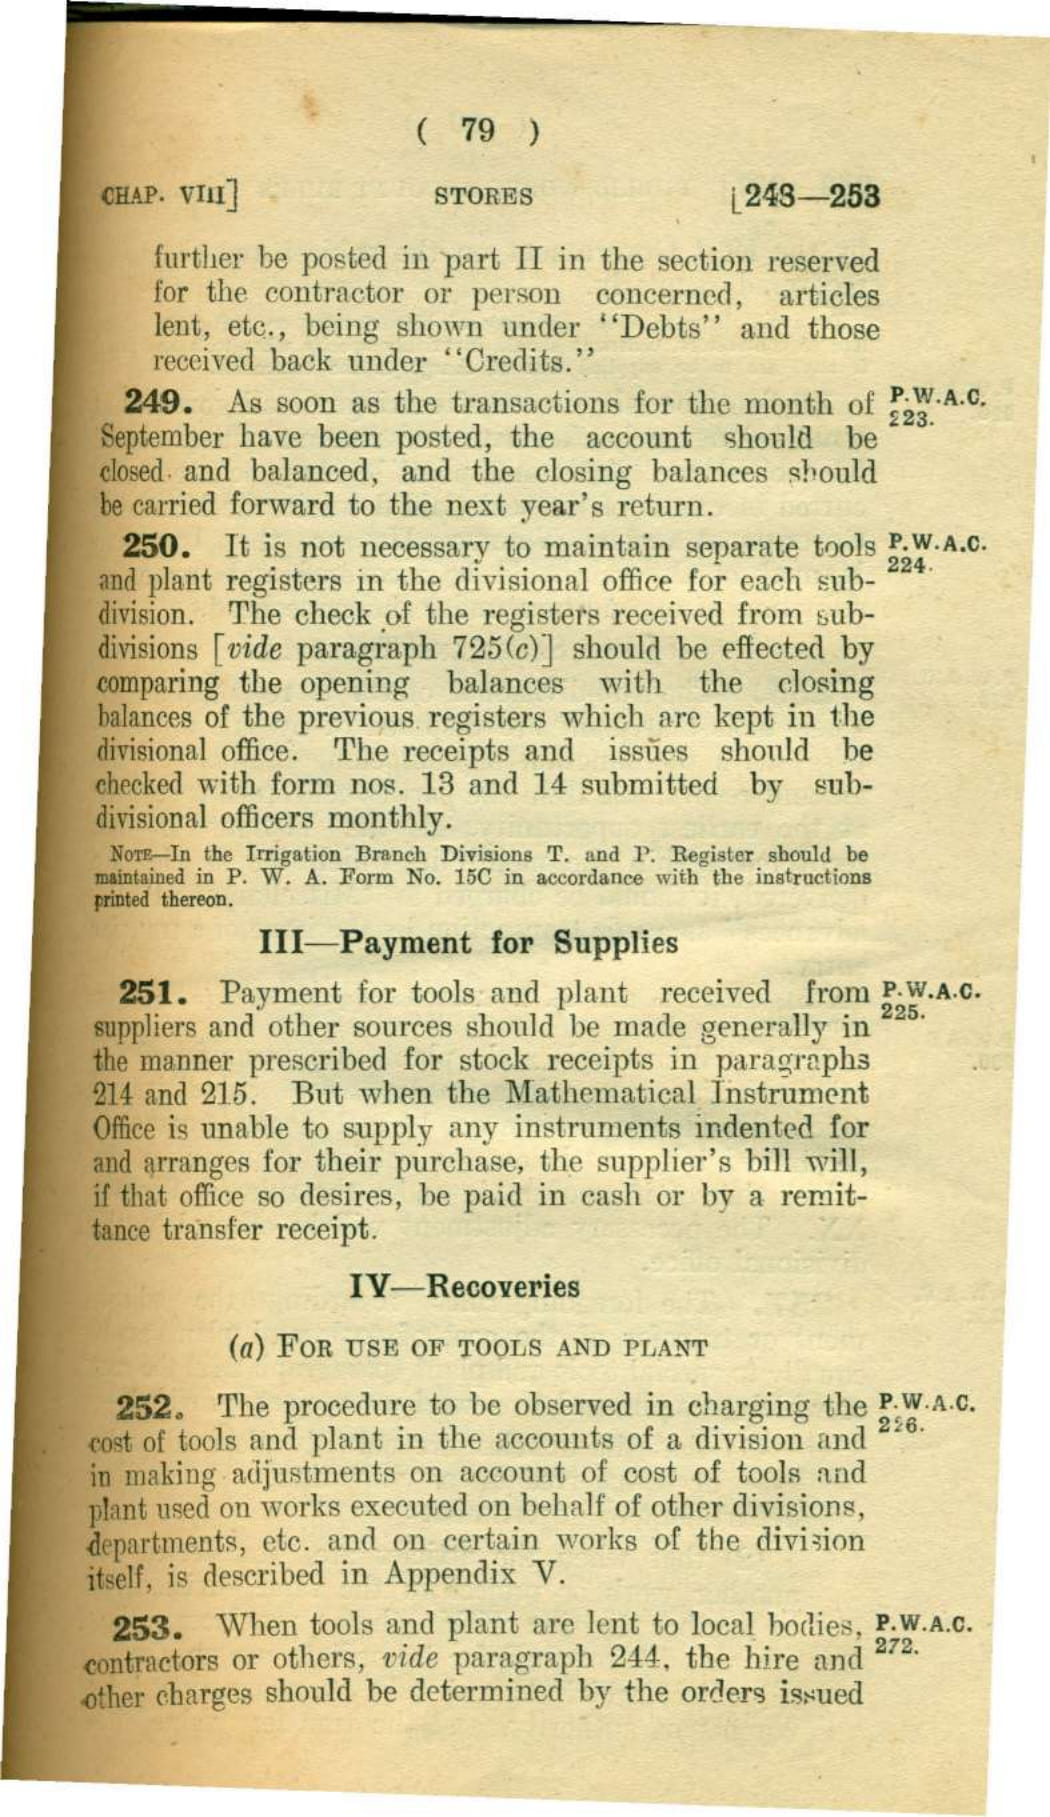 ( 79 )
CHAP. VIII] STORES [248—253
further be posted in part II in the section reserved
for the contractor or person concerned, articles
lent, etc., being shown under “Debts” and those
received back under “Credits.”
249. As soon as the transactions for the month of P.W.A.C.
September have been posted, the account should be 223.
closed and balanced, and the closing balances should
be carried forward to the next year's return.
250. It is not necessary to maintain separate tools P.W.A.C.
and plant registers in the divisional office for each sub- 224.
division. The check of the registers received from sub-
divisions [vide paragraph 725(c)] should be effected by
comparing the opening balances with the closing
balances of the previous registers which are kept in the
divisional office. The receipts and issues should be
checked with form nos. 13 and 14 submitted by sub-
divisional officers monthly.
NOTE—In the Irrigation Branch Divisions T. and P. Register should be
maintained in P. W. A. Form No. 15C in accordance with the instructions
printed thereon.
III—Payment for Supplies
251. Payment for tools and plant received from P.W.A.C.
suppliers and other sources should be made generally in 225.
the manner prescribed for stock receipts in paragraphs
214 and 215. But when the Mathematical Instrument
Office is unable to supply any instruments indented for
and arranges for their purchase, the supplier's bill will,
if that office so desires, be paid in cash or by a remit-
tance transfer receipt.
IV—Recoveries
(a) FOR USE OF TOOLS AND PLANT
252. The procedure to be observed in charging the P.W.A.C.
cost of tools and plant in the accounts of a division and 226.
in making adjustments on account of cost of tools and
plant used on works executed on behalf of other divisions,
departments, etc. and on certain works of the division
itself, is described in Appendix V.
253. When tools and plant are lent to local bodies, P.W.A.C.
contractors or others, vide paragraph 244, the hire and 272.
other charges should be determined by the orders issued